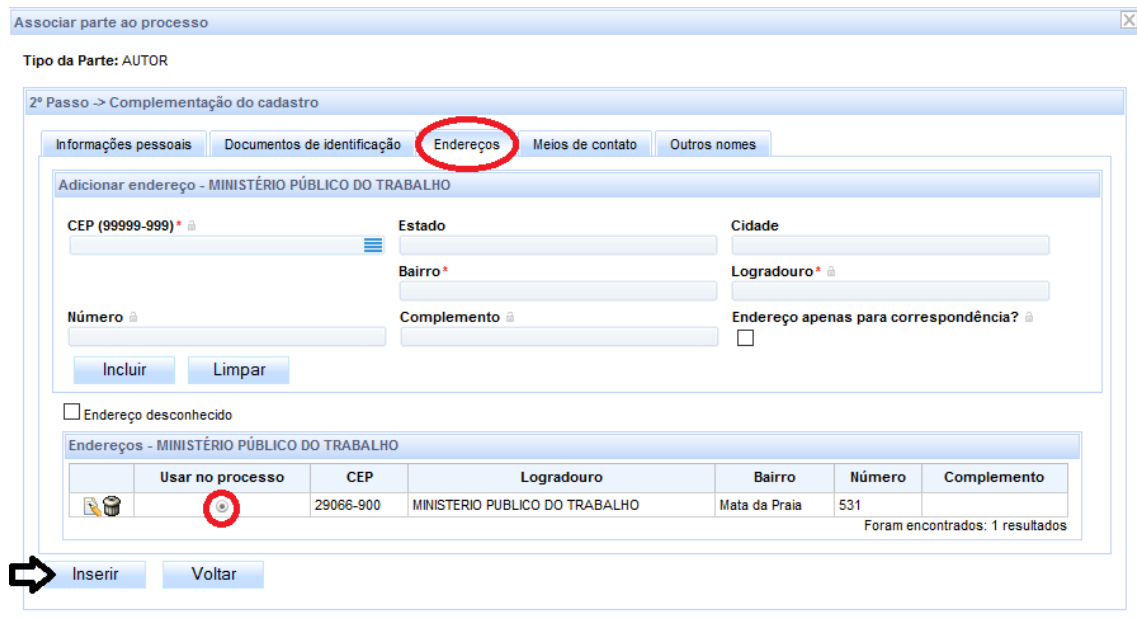 Associar parte ao processo
Tipo da Parte: AUTOR
2º Passo -> Complementação do cadastro
Informações pessoais Documentos de identificação Endereços Meios de contato Outros nomes
Adicionar endereço - MINISTÉRIO PÚBLICO DO TRABALHO
CEP (99999-999)* Estado Cidade
Bairro* Logradouro*
Número Complemento Endereço apenas para correspondência?
Incluir Limpar
Endereço desconhecido
Endereços - MINISTÉRIO PÚBLICO DO TRABALHO
Usar no processo CEP Logradouro Bairro Número Complemento
29066-900 MINISTERIO PUBLICO DO TRABALHO Mata da Praia 531
Foram encontrados: 1 resultados
Inserir Voltar